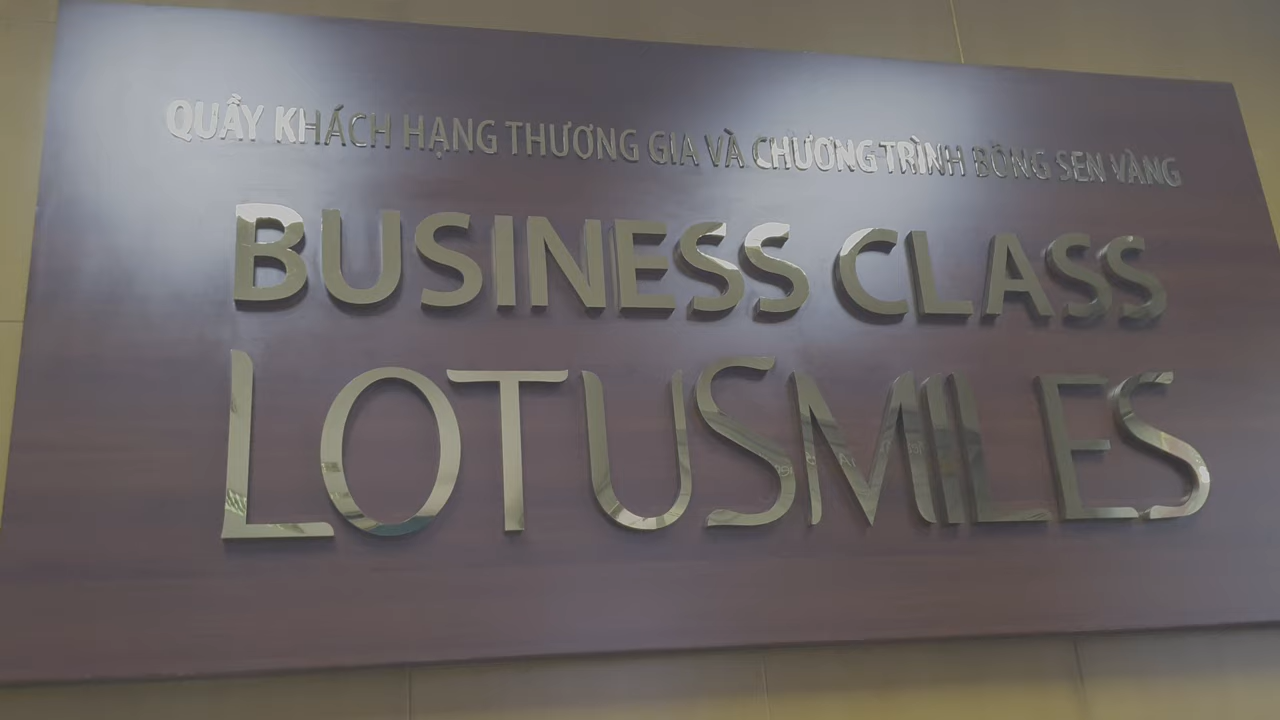 QUẦY KHÁCH HẠNG THƯƠNG GIA VÀ CHƯƠNG TRÌNH BÔNG SEN VÀNG
BUSINESS CLASS
LOTUSMILES